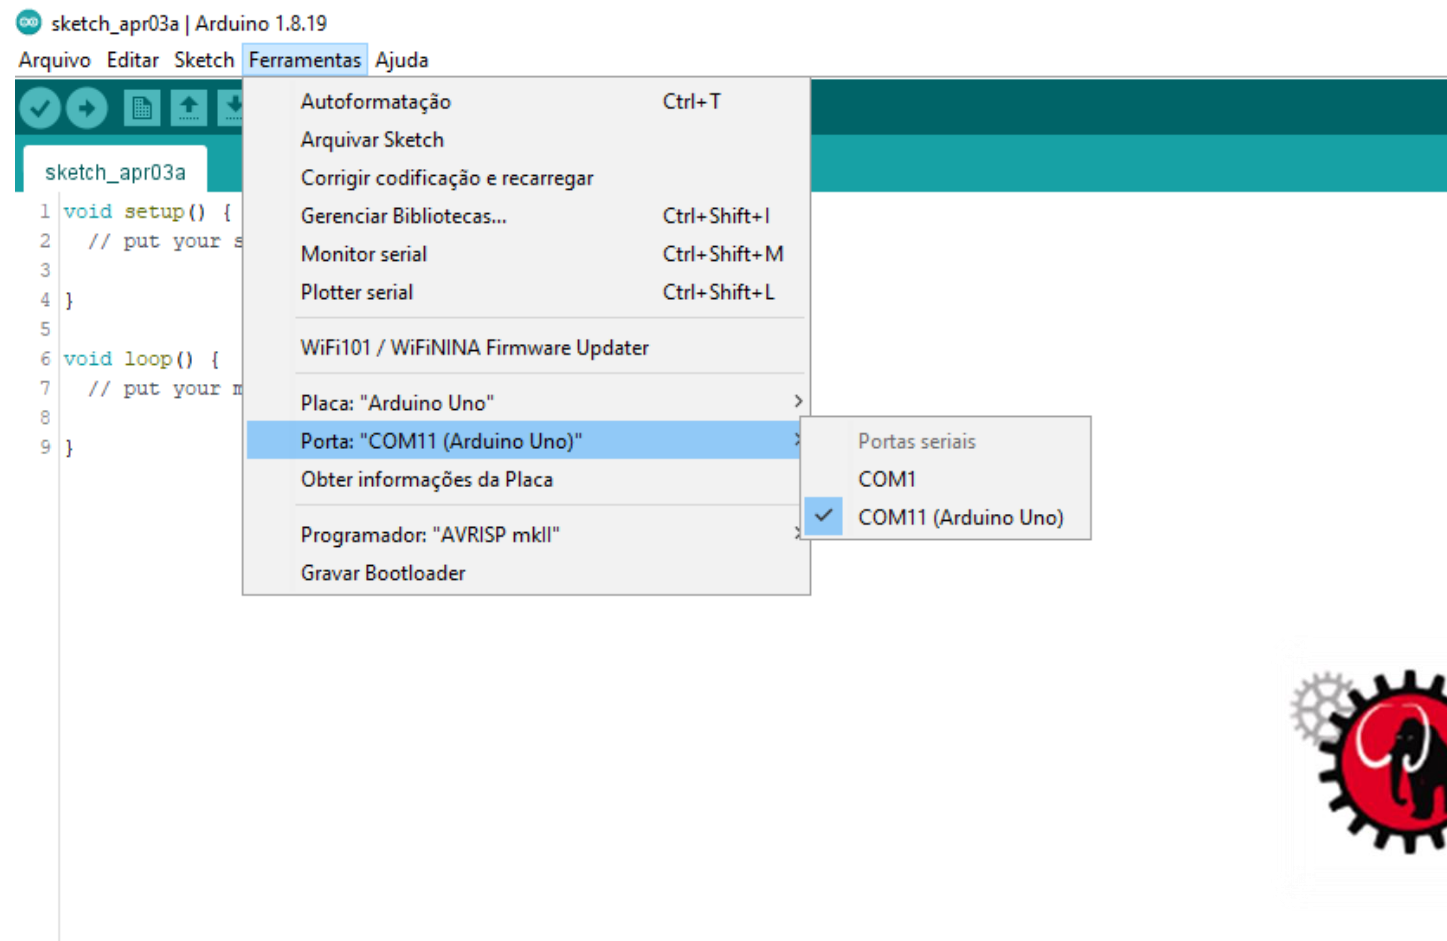 sketch_apr03a | Arduino 1.8.19
Arquivo Editar Sketch Ferramentas Ajuda
sketch_apr03a
1 void setup() {
2 // put your s
3
4 }
5
6 void loop() {
7 // put your m
8
9 }
Autoformatação Ctrl+T
Arquivar Sketch
Corrigir codificação e recarregar
Gerenciar Bibliotecas... Ctrl+Shift+I
Monitor serial Ctrl+Shift+M
Plotter serial Ctrl+Shift+L
WiFi101 / WiFiNINA Firmware Updater
Placa: "Arduino Uno"
Porta: "COM11 (Arduino Uno)"
Obter informações da Placa
Programador: "AVRISP mkII"
Gravar Bootloader
Portas seriais
COM1
COM11 (Arduino Uno)